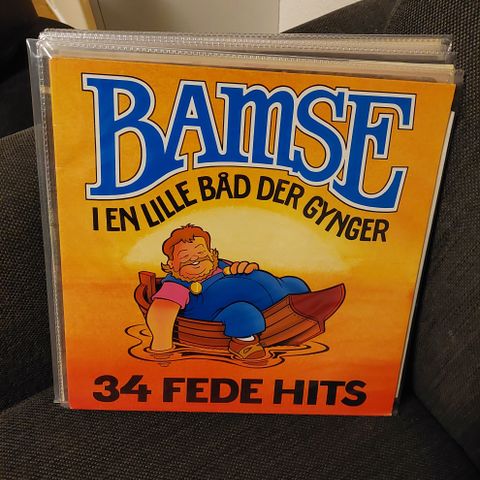 BAMSE
I EN LILLE BÅD DER GYNGER
34 FEDE HITS